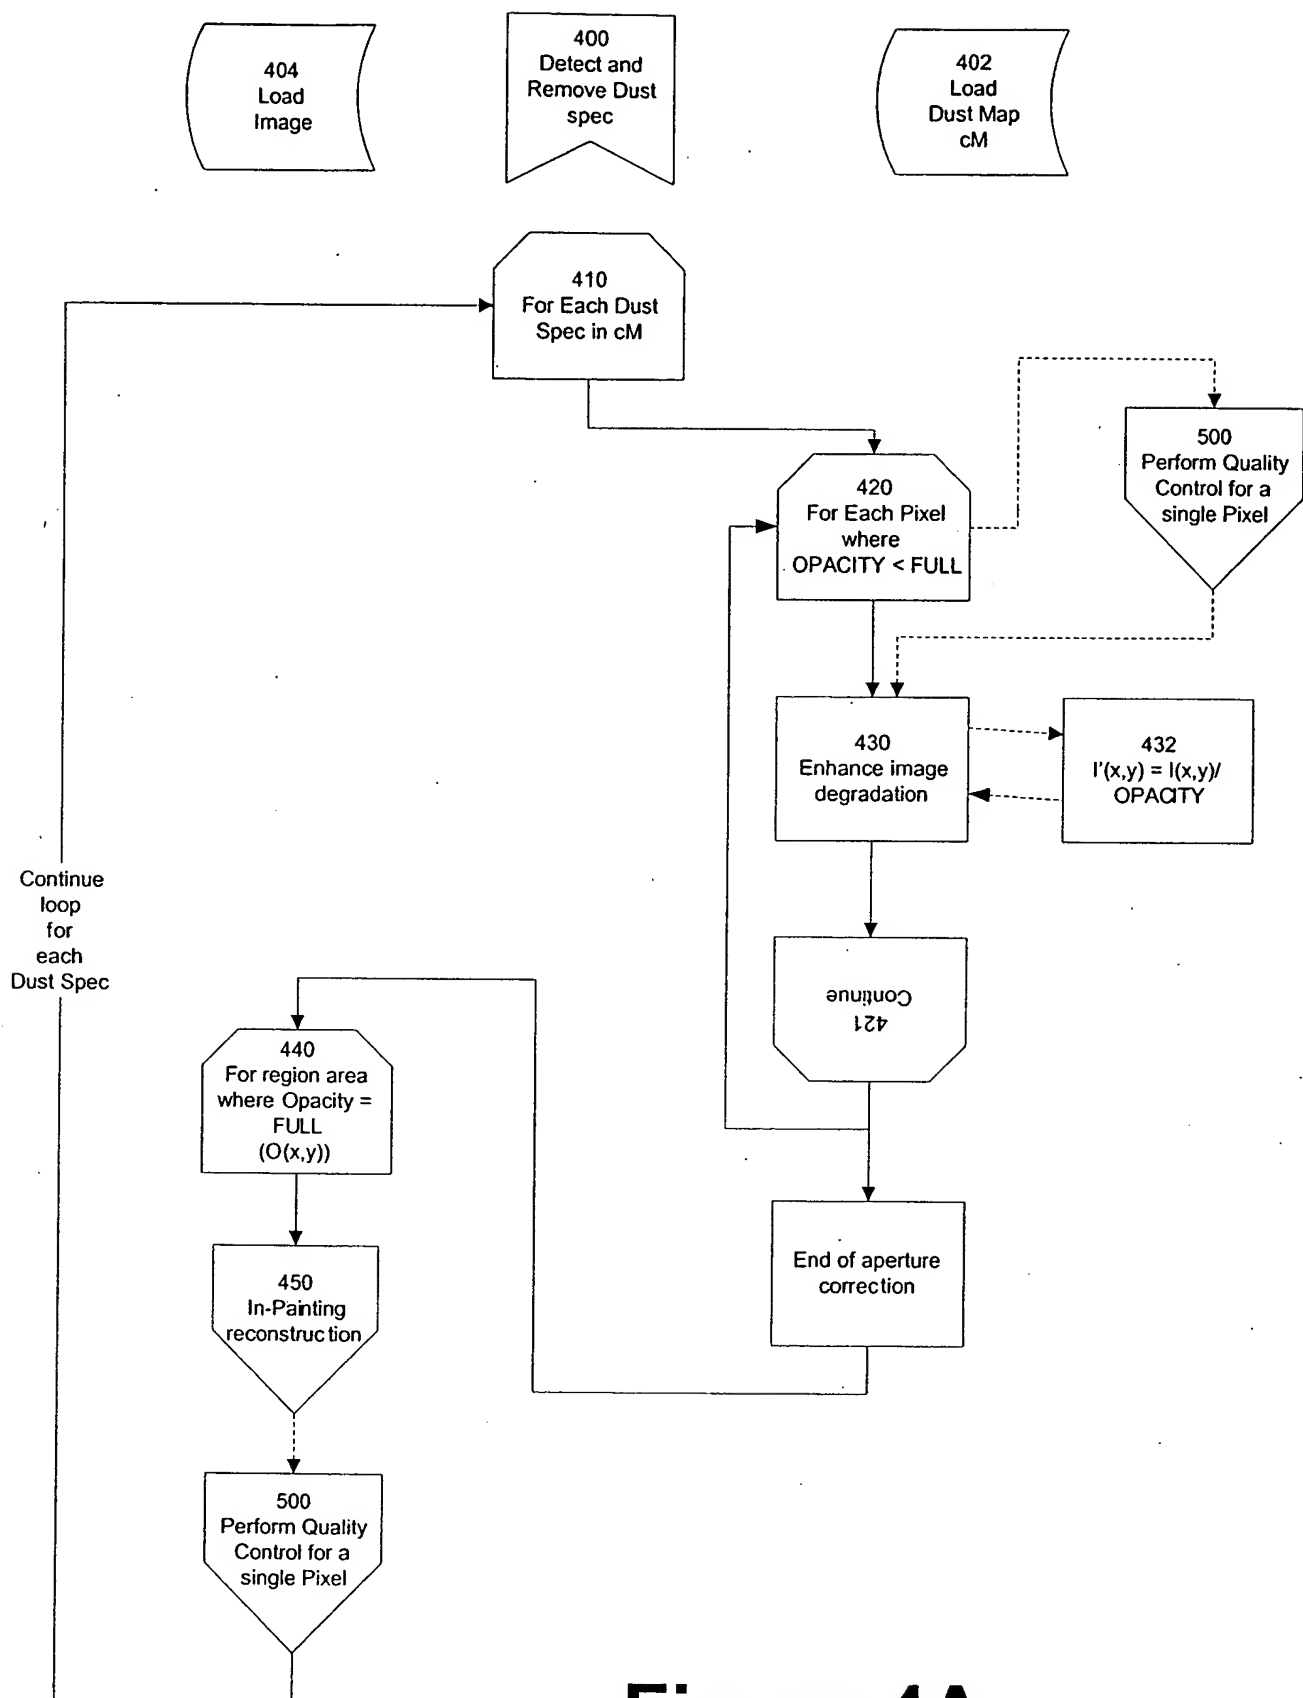 404
Load
Image
400
Detect and
Remove Dust
spec
402
Load
Dust Map
cM
410
For Each Dust
Spec in cM
500
Perform Quality
Control for a
single Pixel
420
For Each Pixel
where
OPACITY < FULL
430
Enhance image
degradation
432
I'(x,y) = I(x,y)/
OPACITY
Continue
loop
for
each
Dust Spec
421
Continue
440
For region area
where Opacity =
FULL
(O(x,y))
End of aperture
correction
450
In-Painting
reconstruction
500
Perform Quality
Control for a
single Pixel